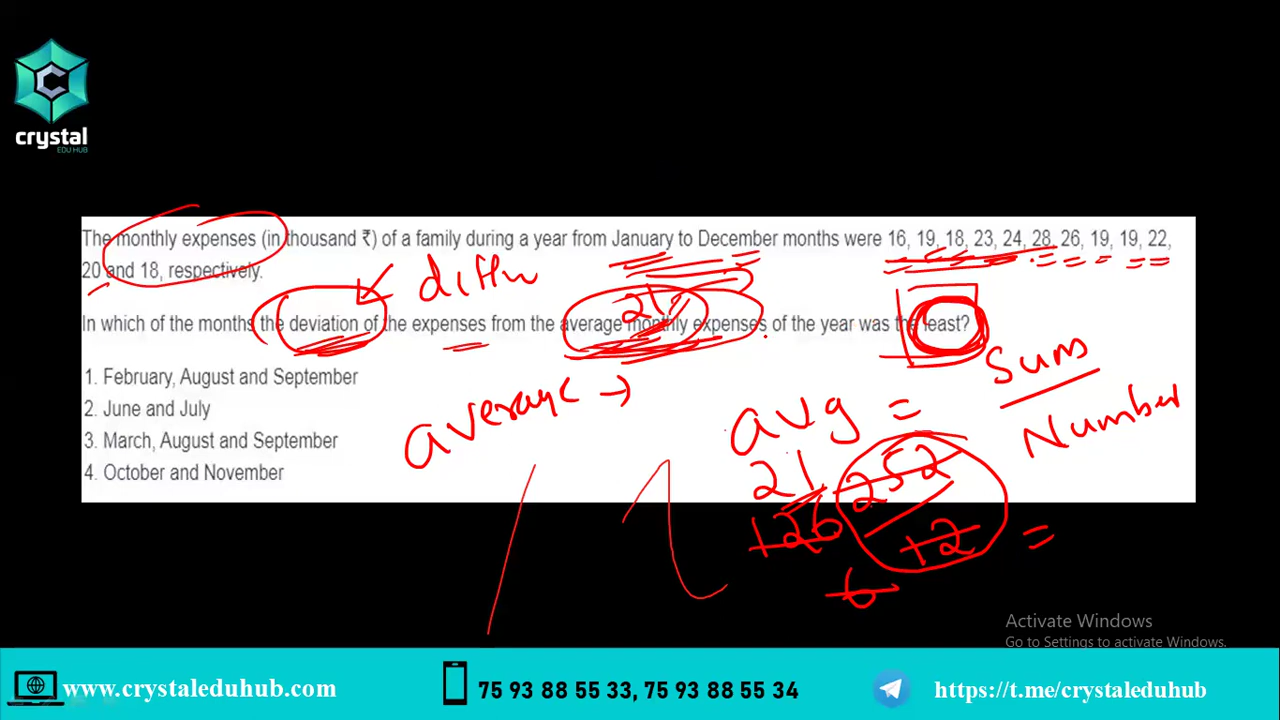 crystal
EDU HUB
The monthly expenses (in thousand ₹) of a family during a year from January to December months were 16, 19, 18, 23, 24, 28, 26, 19, 19, 22,
20 and 18, respectively.
diffu
21
In which of the months the deviation of the expenses from the average monthly expenses of the year was the least?
1. February, August and September
2. June and July
3. March, August and September
4. October and November
average →
avg = Sum
Number
21
252
126
12 =
6
Activate Windows
Go to Settings to activate Windows.
www.crystaleduhub.com
75 93 88 55 33, 75 93 88 55 34
https://t.me/crystaleduhub